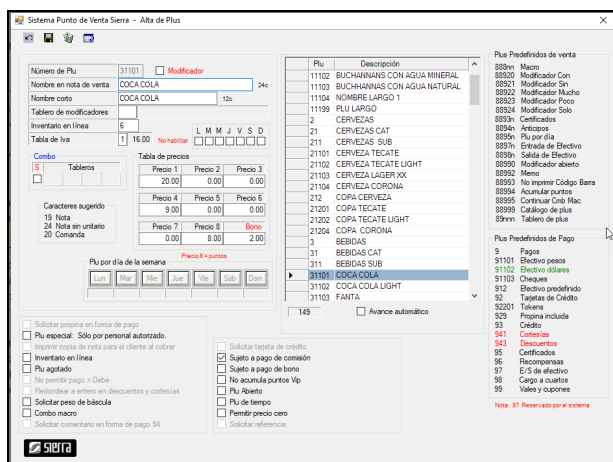 Sistema Punto de Venta Sierra - Alta de Plus
Número de Plu 31101 Modificador
Nombre en nota de venta COCA COLA 24c
Nombre corto COCA COLA 12c
Tablero de modificadores
Inventario en línea 6
Tabla de Iva 1 16.00 No habilitar L M M J V S D
Combo
S Tableros
Tabla de precios
Precio 1 Precio 2 Precio 3
20.00 0.00 0.00
Precio 4 Precio 5 Precio 6
9.00 0.00 0.00
Precio 7 Precio 8 Bono
0.00 8.00 2.00
Precio 8 = puntos
Caracteres sugerido
19 Nota
24 Nota sin unitario
20 Comanda
Plu por día de la semana
Lun Mar Mie Jue Vie Sab Dom
Solicitar propina en forma de pago
Plu especial: Sólo por personal autorizado.
Imprimir copia de nota para el cliente al cobrar
Inventario en línea
Plu agotado
No permitir pago > Debe
Redondear a entero en descuentos y cortesías
Solicitar peso de báscula
Combo macro
Solicitar comentario en forma de pago 94
Solicitar tarjeta de crédito
Sujeto a pago de comisión
Sujeto a pago de bono
No acumula puntos Vip
Plu Abierto
Plu de tiempo
Permitir precio cero
Solicitar referencia
Plu Descripción
11102 BUCHANNANS CON AGUA MINERAL
11103 BUCHHANNAS CON AGUA NATURAL
11104 NOMBRE LARGO 1
11199 PLU LARGO
2 CERVEZAS
21 CERVEZAS CAT
211 CERVEZAS SUB
21101 CERVEZA TECATE
21102 CERVEZA TECATE LIGHT
21103 CERVEZA LAGER XX
21104 CERVEZA CORONA
212 COPA CERVEZA
21201 COPA TECATE
21202 COPA TECATE LIGHT
21204 COPA CORONA
3 BEBIDAS
31 BEBIDAS CAT
311 BEBIDAS SUB
31101 COCA COLA
31102 COCA COLA LIGHT
31103 FANTA
149 Avance automático
Plus Predefinidos de venta
888nn Macro
88920 Modificador Con
88921 Modificador Sin
88922 Modificador Mucho
88923 Modificador Poco
88924 Modificador Solo
8893n Certificados
8894n Anticipos
8895n Plu por día
8897n Entrada de Efectivo
8898n Salida de Efectivo
88990 Modificador abierto
88992 Memo
88993 No imprimir Código Barra
88994 Acumular puntos
88995 Continuar Cmb Mac
88999 Catálogo de plus
89nnn Tablero de plus
Plus Predefinidos de Pago
9 Pagos
91101 Efectivo pesos
91102 Efectivo dólares
91103 Cheques
912 Efectivo predefinido
92 Tarjetas de Crédito
92201 Tokens
929 Propina incluida
93 Crédito
941 Cortesías
943 Descuentos
95 Certificados
96 Recompensas
97 E/S de efectivo
98 Cargo a cuartos
99 Vales y cupones
Nota: 97 Reservado por el sistema
sierra